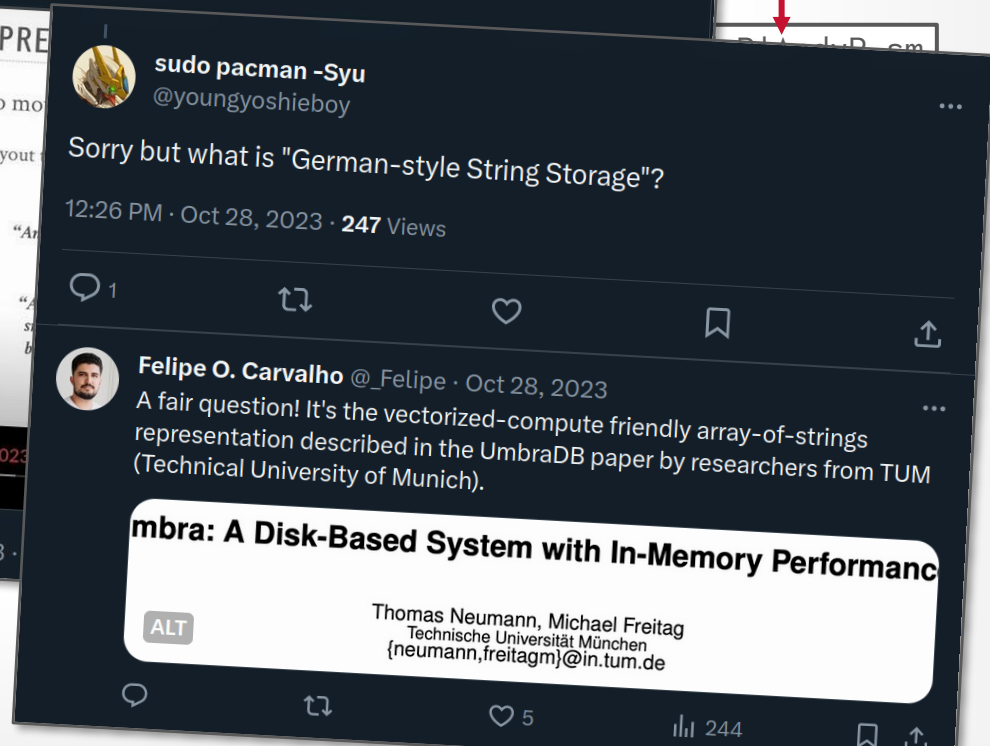 PRE
sudo pacman -Syu
@youngyoshieboy
Sorry but what is "German-style String Storage"?
12:26 PM · Oct 28, 2023 · 247 Views
1
Felipe O. Carvalho @_Felipe · Oct 28, 2023
A fair question! It's the vectorized-compute friendly array-of-strings
representation described in the UmbraDB paper by researchers from TUM
(Technical University of Munich).
mbra: A Disk-Based System with In-Memory Performanc
Thomas Neumann, Michael Freitag
Technische Universität München
{neumann,freitagm}@in.tum.de
ALT
5
244